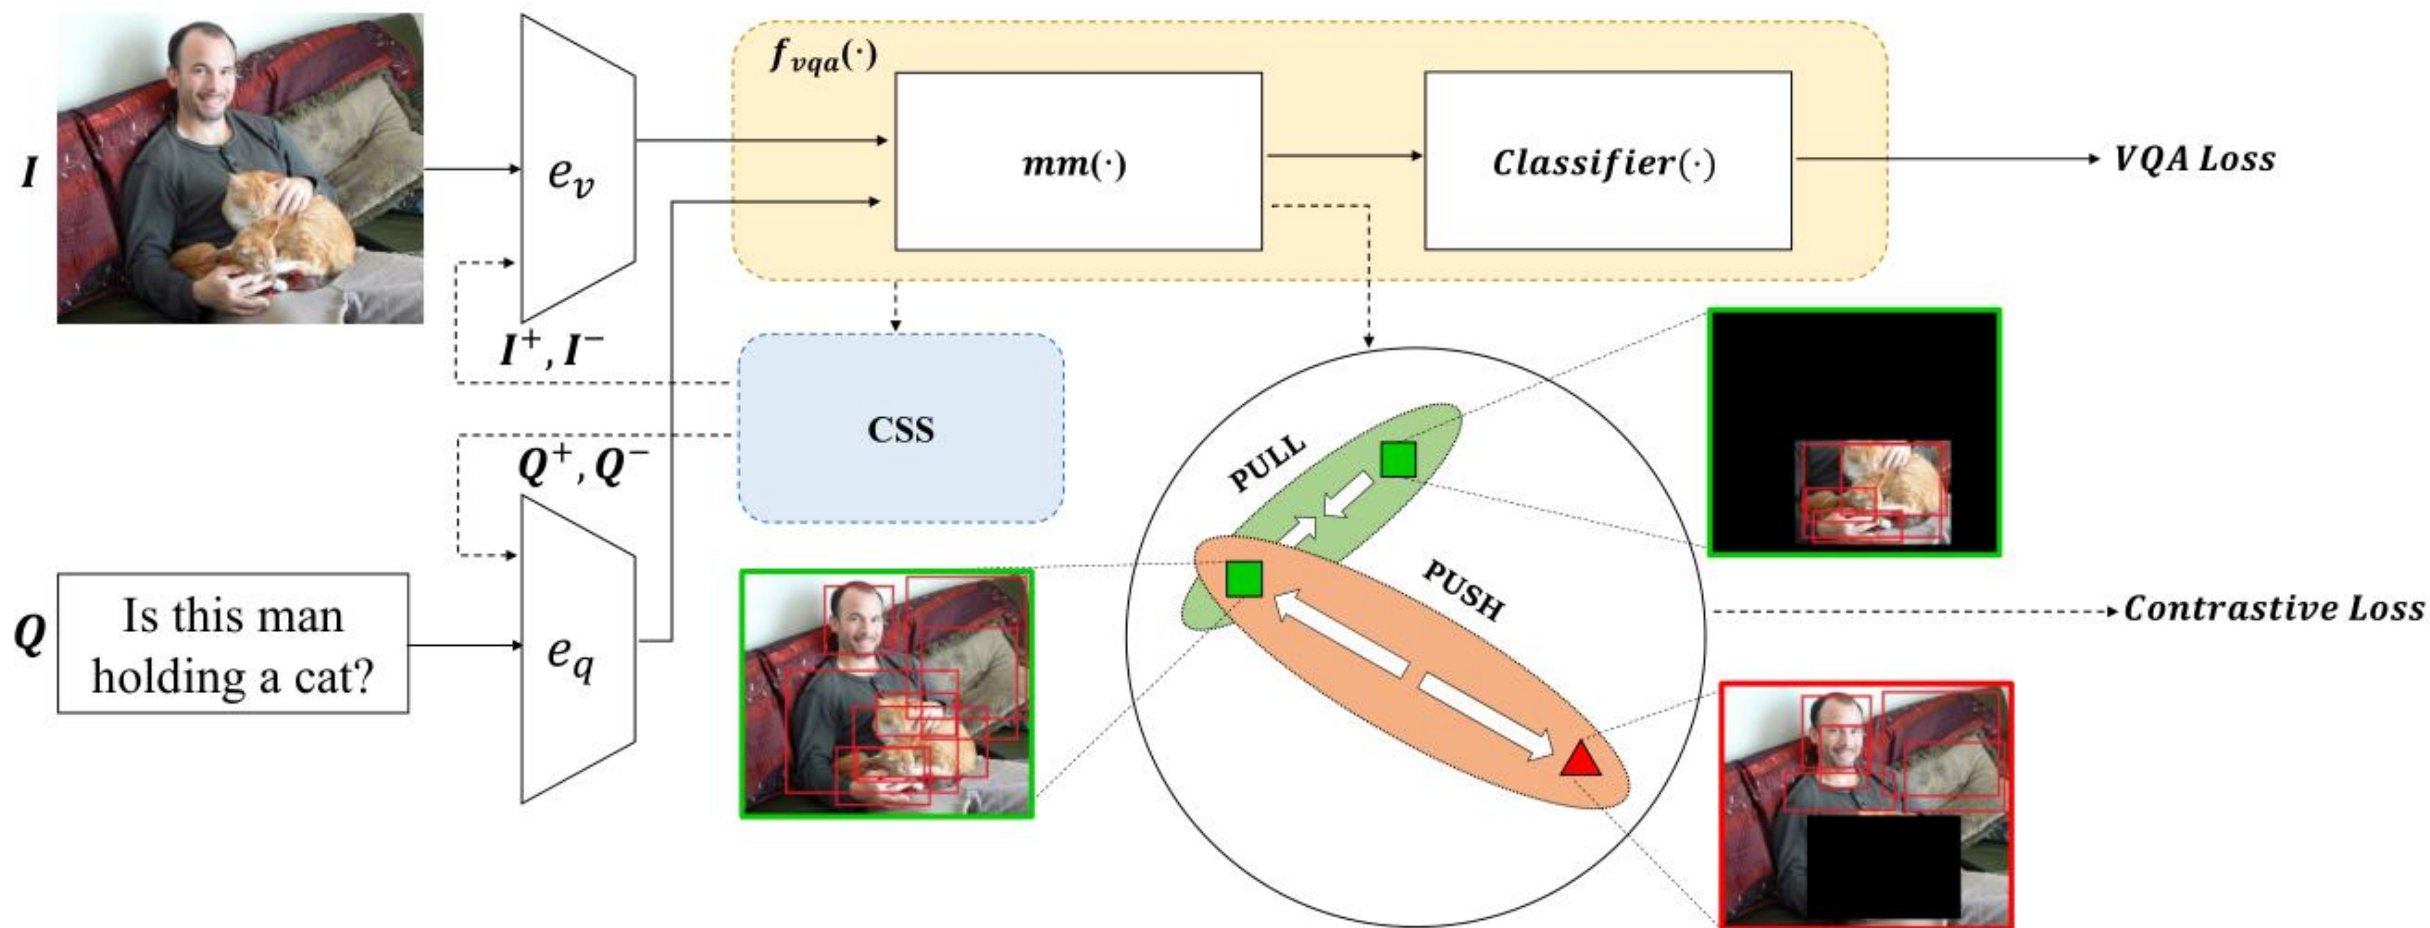 I
e_v
f_vqa(·)
mm(·)
Classifier(·)
VQA Loss
I⁺, I⁻
CSS
Q⁺, Q⁻
Q
Is this man
holding a cat?
e_q
PULL
PUSH
Contrastive Loss